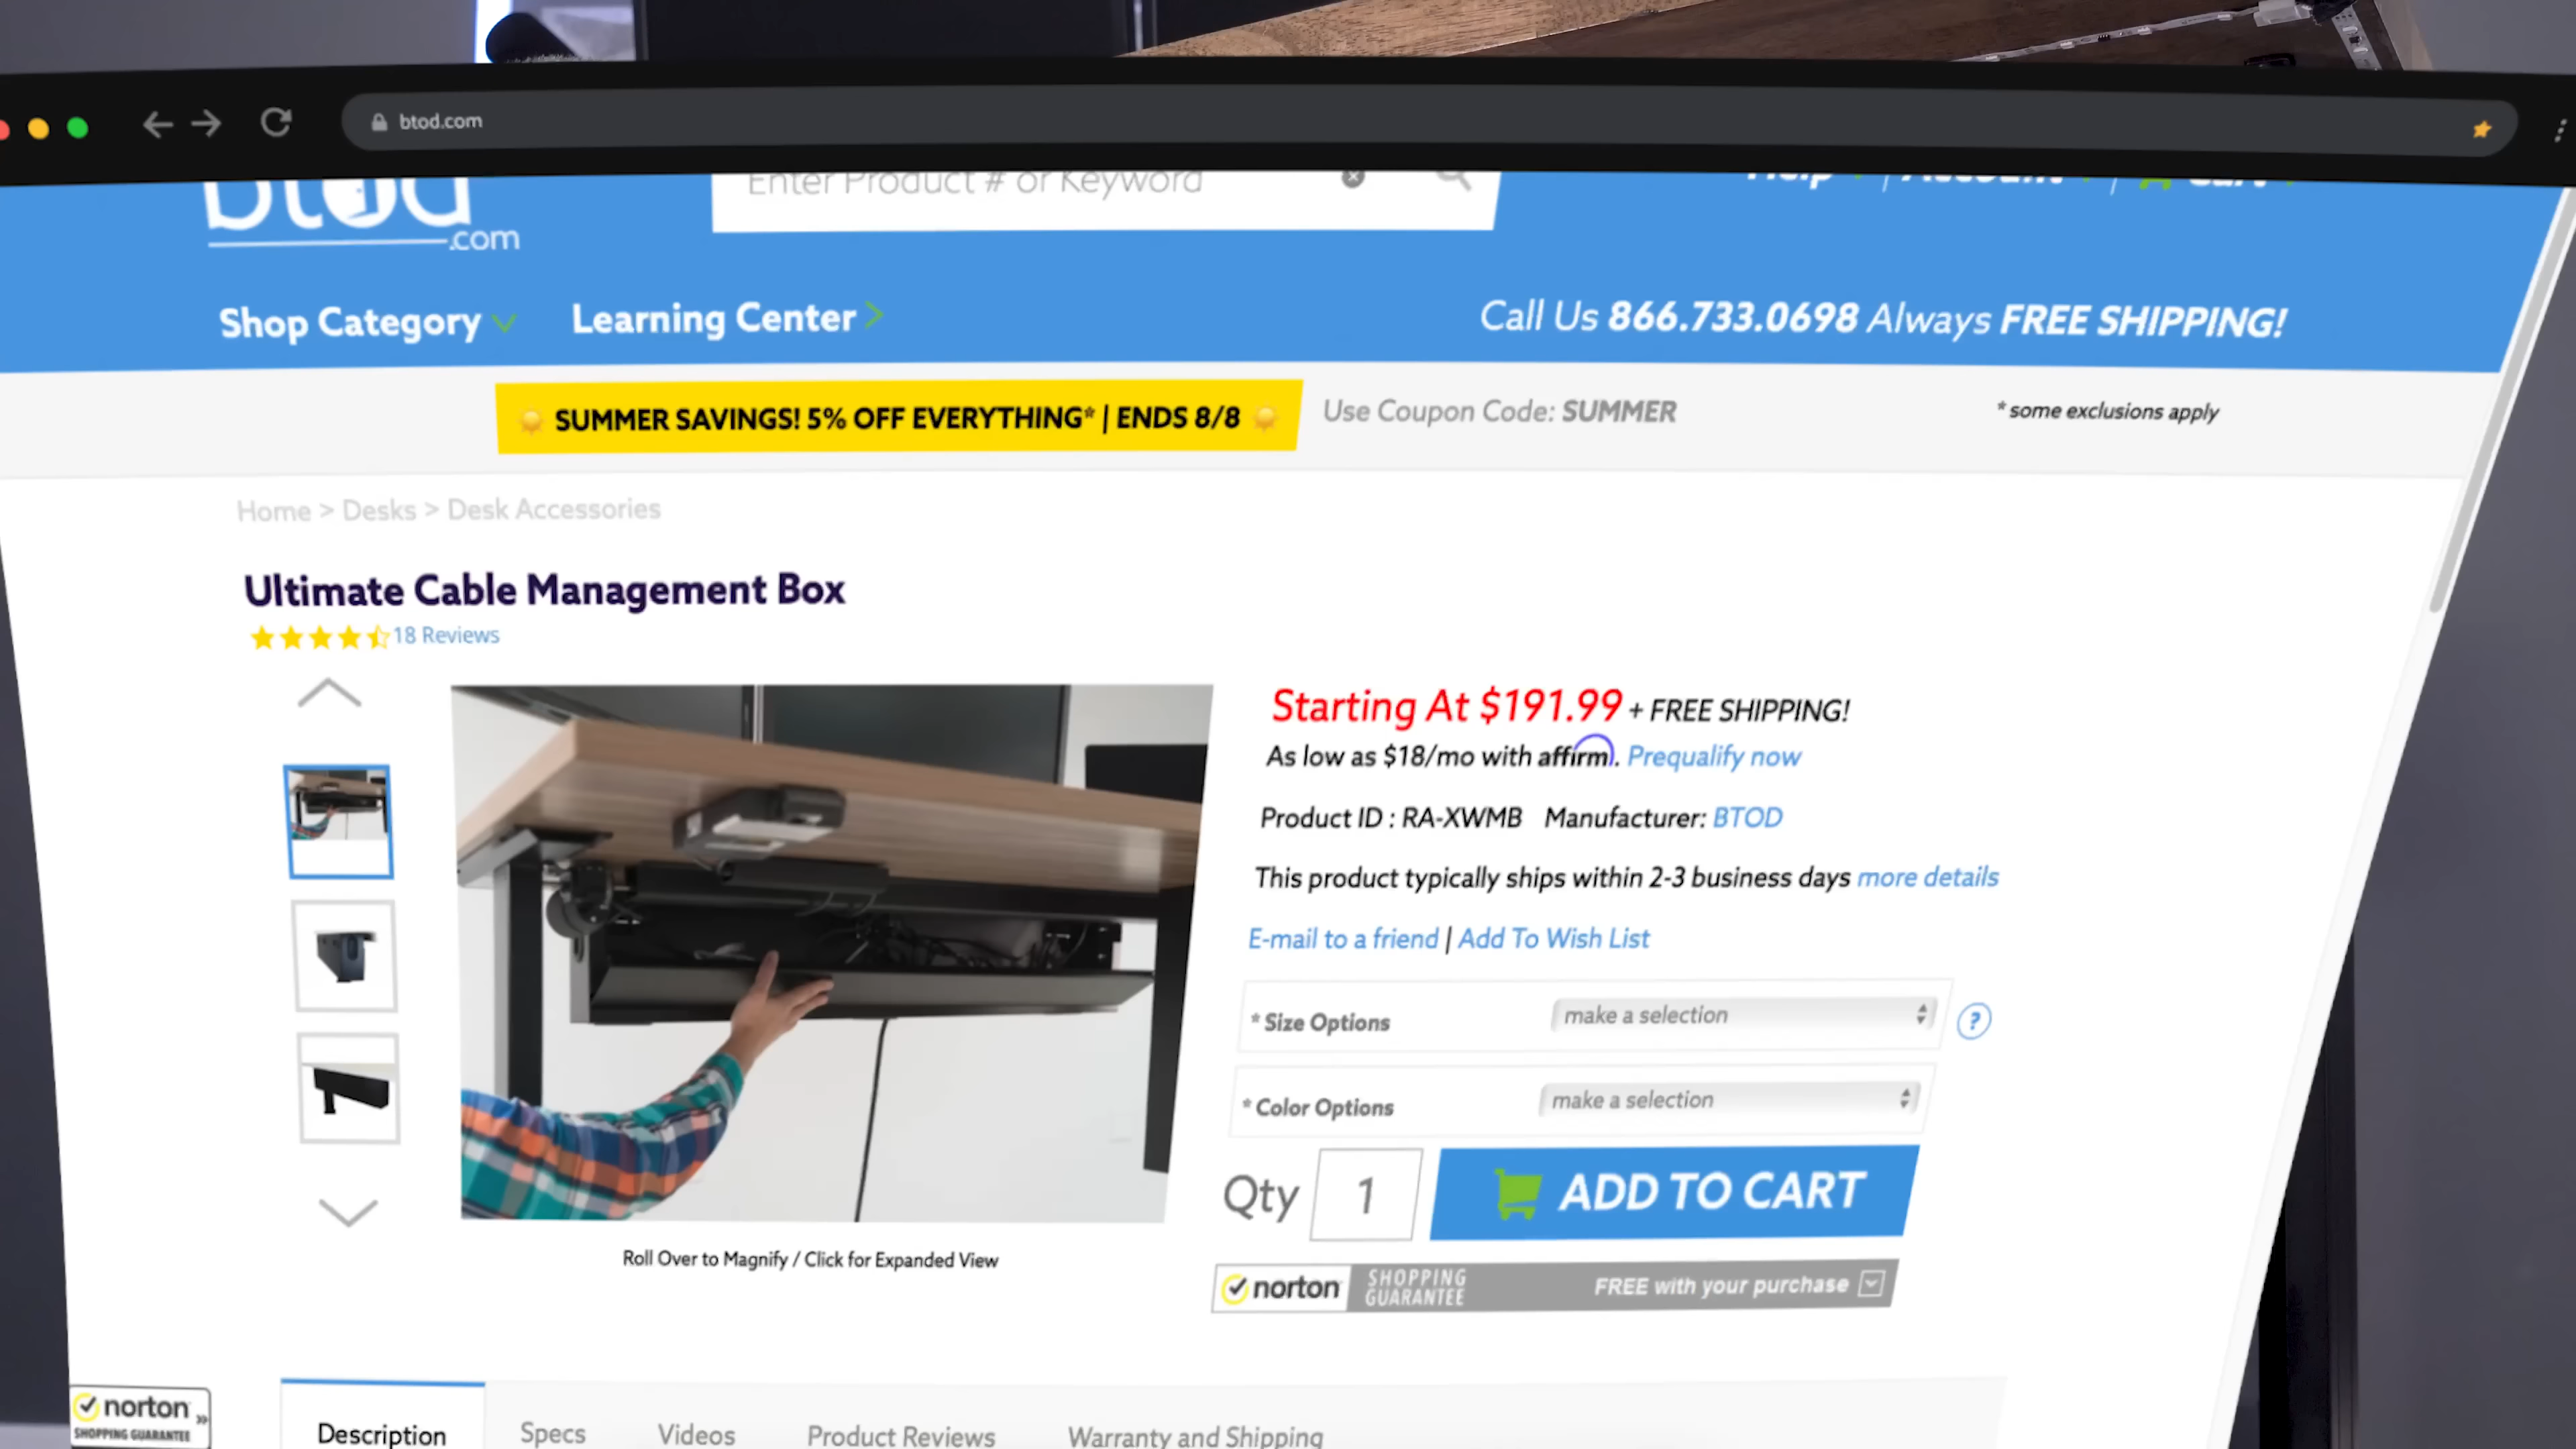 btod.com
btod
.com
Enter Product # or Keyword
Help | Account | Cart
Shop Category
Learning Center
Call Us 866.733.0698 Always FREE SHIPPING!
SUMMER SAVINGS! 5% OFF EVERYTHING* | ENDS 8/8
Use Coupon Code: SUMMER
* some exclusions apply
Home > Desks > Desk Accessories
Ultimate Cable Management Box
18 Reviews
Starting At $191.99 + FREE SHIPPING!
As low as $18/mo with affirm. Prequalify now
Product ID : RA-XWMB Manufacturer: BTOD
This product typically ships within 2-3 business days more details
E-mail to a friend | Add To Wish List
* Size Options make a selection ?
* Color Options make a selection
Qty 1 ADD TO CART
Roll Over to Magnify / Click for Expanded View
norton SHOPPING GUARANTEE FREE with your purchase
norton »
SHOPPING GUARANTEE
Description Specs Videos Product Reviews Warranty and Shipping